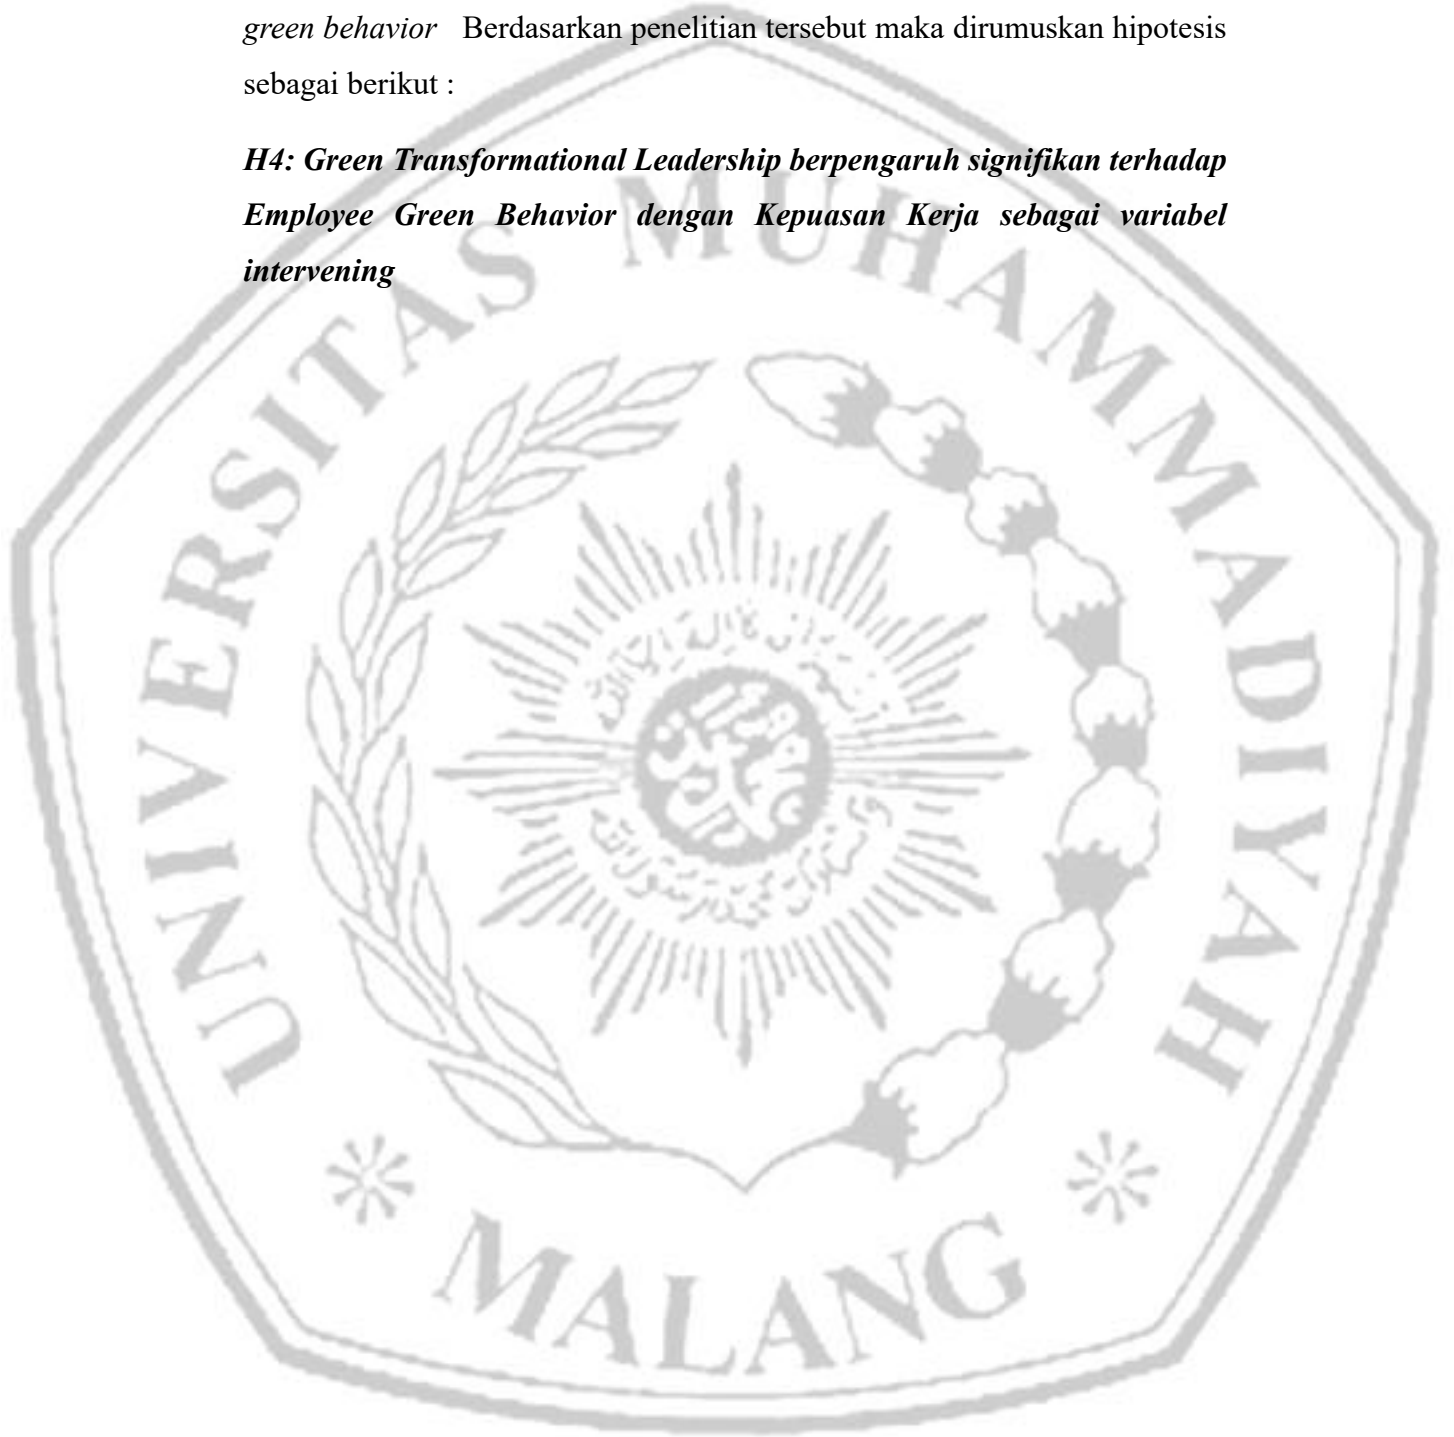 green behavior   Berdasarkan penelitian tersebut maka dirumuskan hipotesis
sebagai berikut :
H4: Green Transformational Leadership berpengaruh signifikan terhadap
Employee Green Behavior dengan Kepuasan Kerja sebagai variabel
intervening
UNIVERSITAS MUHAMMADIYAH
MALANG